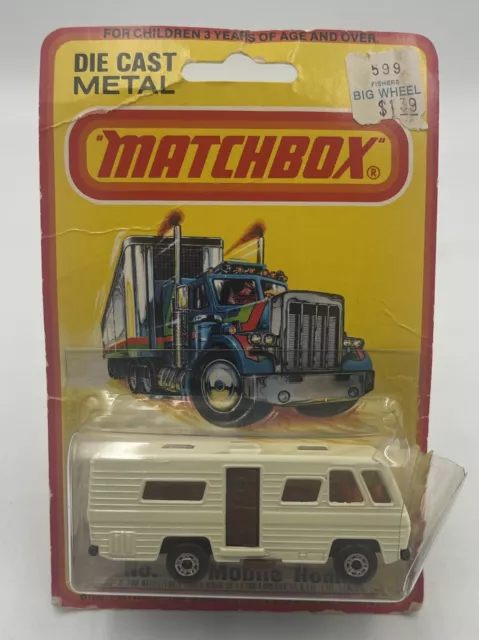 FOR CHILDREN 3 YEARS OF AGE AND OVER.
DIE CAST
METAL
599
FISHERS
BIG WHEEL
$1.39
"MATCHBOX"®
No. Mobile Home